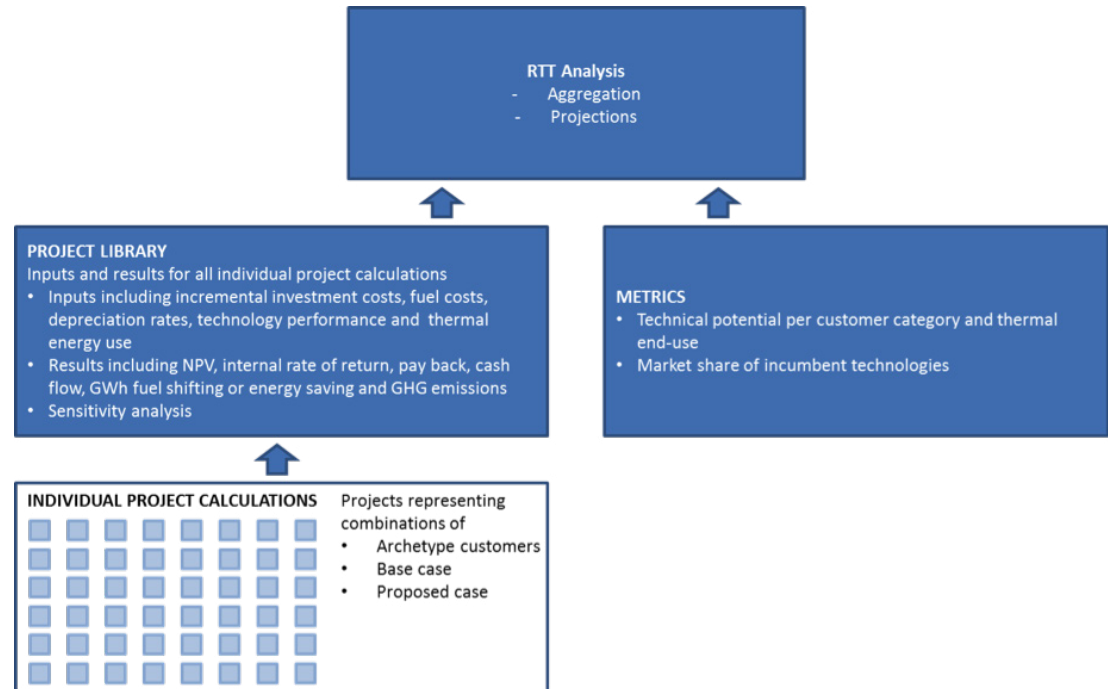 RTT Analysis
- Aggregation
- Projections
PROJECT LIBRARY
Inputs and results for all individual project calculations
• Inputs including incremental investment costs, fuel costs,
depreciation rates, technology performance and thermal
energy use
• Results including NPV, internal rate of return, pay back, cash
flow, GWh fuel shifting or energy saving and GHG emissions
• Sensitivity analysis
METRICS
• Technical potential per customer category and thermal
end-use
• Market share of incumbent technologies
INDIVIDUAL PROJECT CALCULATIONS
Projects representing
combinations of
• Archetype customers
• Base case
• Proposed case